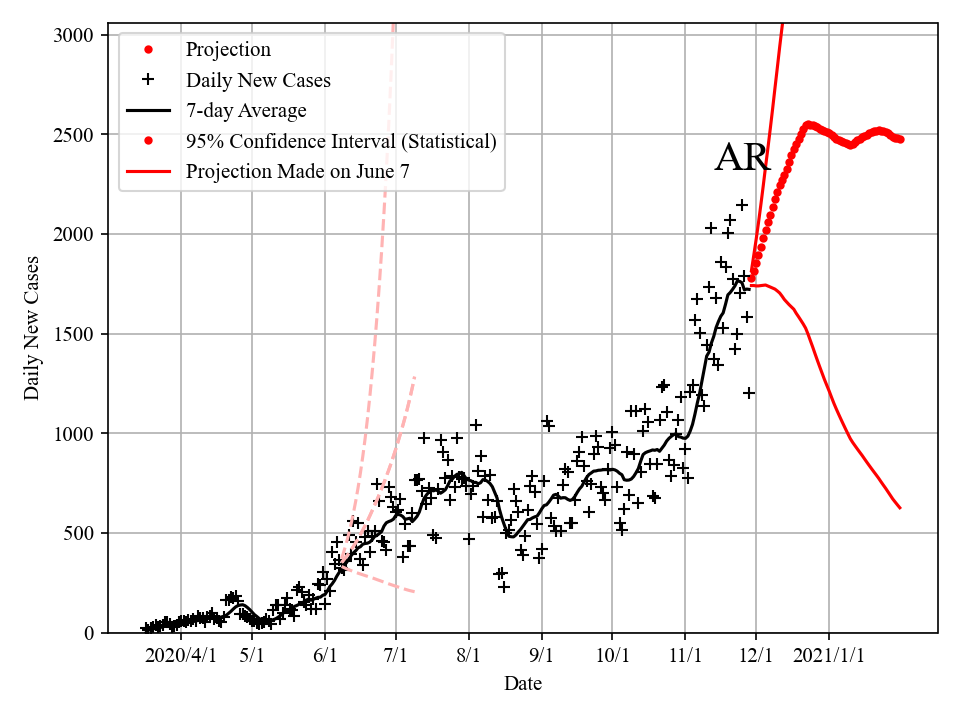 Projection
Daily New Cases
7-day Average
95% Confidence Interval (Statistical)
Projection Made on June 7
AR
3000
2500
2000
1500
1000
500
0
Daily New Cases
2020/4/1 5/1 6/1 7/1 8/1 9/1 10/1 11/1 12/1 2021/1/1
Date